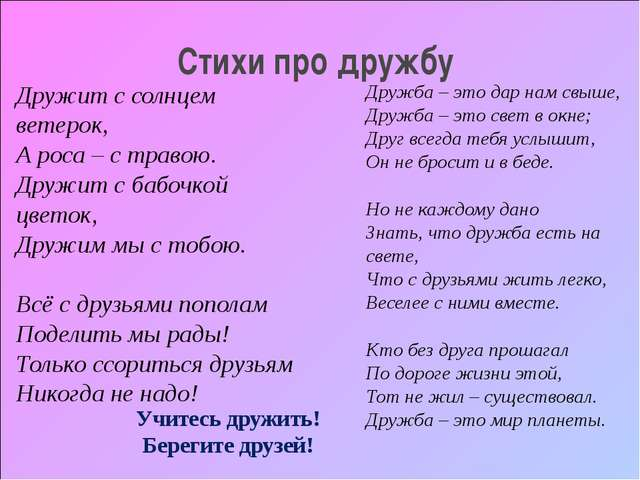 Стихи про дружбу
Дружит с солнцем
ветерок,
А роса – с травою.
Дружит с бабочкой
цветок,
Дружим мы с тобою.
Всё с друзьями пополам
Поделить мы рады!
Только ссориться друзьям
Никогда не надо!
Дружба – это дар нам свыше,
Дружба – это свет в окне;
Друг всегда тебя услышит,
Он не бросит и в беде.
Но не каждому дано
Знать, что дружба есть на
свете,
Что с друзьями жить легко,
Веселее с ними вместе.
Кто без друга прошагал
По дороге жизни этой,
Тот не жил – существовал.
Дружба – это мир планеты.
Учитесь дружить!
Берегите друзей!